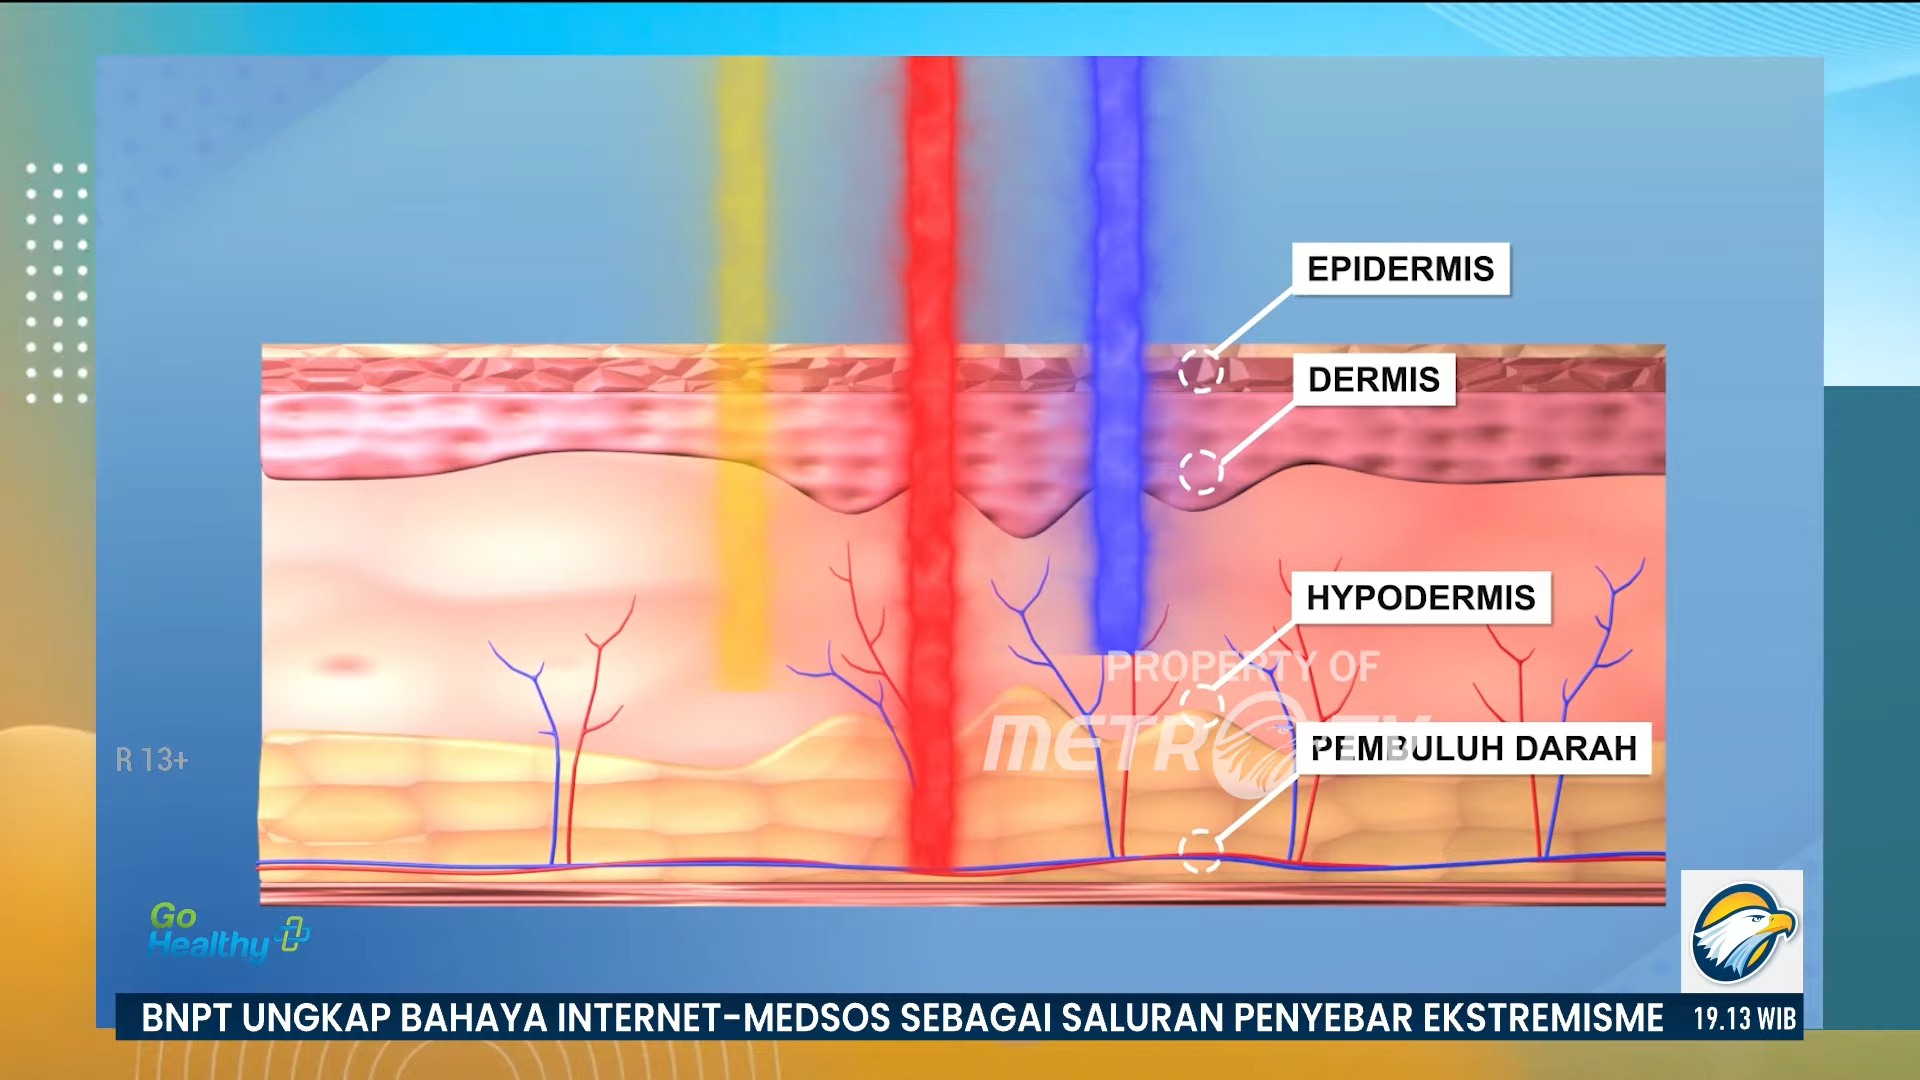 EPIDERMIS
DERMIS
HYPODERMIS
PROPERTY OF
METRO TV
PEMBULUH DARAH
R 13+
Go
Healthy
BNPT UNGKAP BAHAYA INTERNET-MEDSOS SEBAGAI SALURAN PENYEBAR EKSTREMISME 19.13 WIB